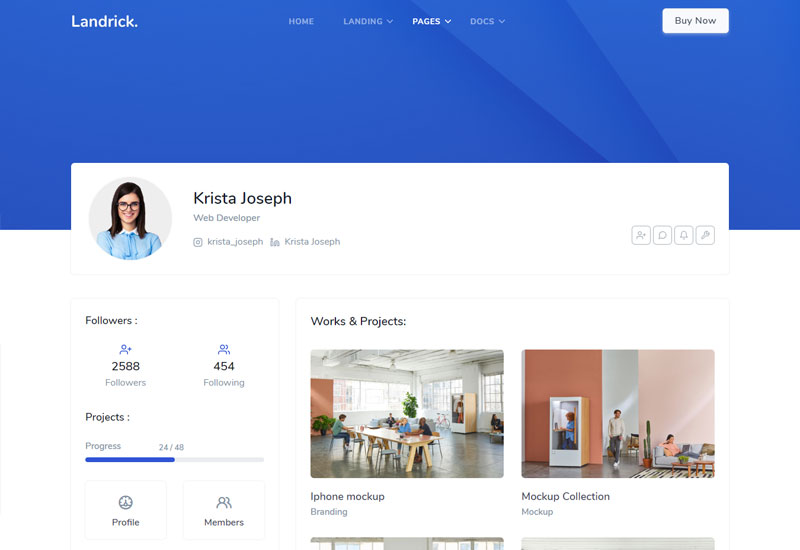 Landrick.
HOME LANDING PAGES DOCS
Buy Now
Krista Joseph
Web Developer
krista_joseph Krista Joseph
Followers :
2588 454
Followers Following
Projects :
Progress 24 / 48
Profile Members
Works & Projects:
Iphone mockup
Branding
Mockup Collection
Mockup